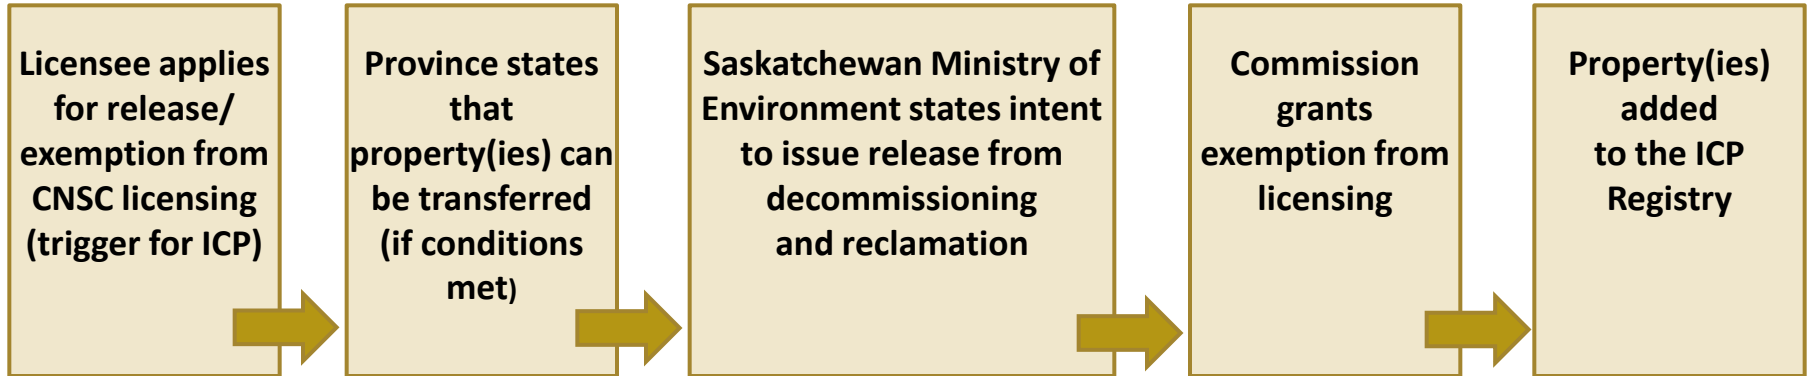 Licensee applies
for release/
exemption from
CNSC licensing
(trigger for ICP)
Province states
that
property(ies) can
be transferred
(if conditions
met)
Saskatchewan Ministry of
Environment states intent
to issue release from
decommissioning
and reclamation
Commission
grants
exemption from
licensing
Property(ies)
added
to the ICP
Registry